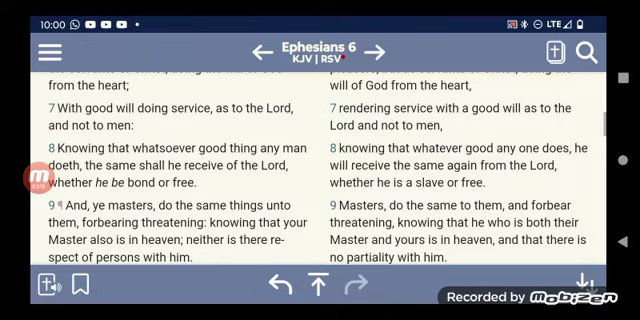 10:00
LTE
Ephesians 6
KJV | RSV
from the heart;
7 With good will doing service, as to the Lord,
and not to men:
8 Knowing that whatsoever good thing any man
doeth, the same shall he receive of the Lord,
whether he be bond or free.
9 ¶ And, ye masters, do the same things unto
them, forbearing threatening: knowing that your
Master also is in heaven; neither is there re-
spect of persons with him.
will of God from the heart,
7 rendering service with a good will as to the
Lord and not to men,
8 knowing that whatever good any one does, he
will receive the same again from the Lord,
whether he is a slave or free.
9 Masters, do the same to them, and forbear
threatening, knowing that he who is both their
Master and yours is in heaven, and that there is
no partiality with him.
Recorded by
Mobizen